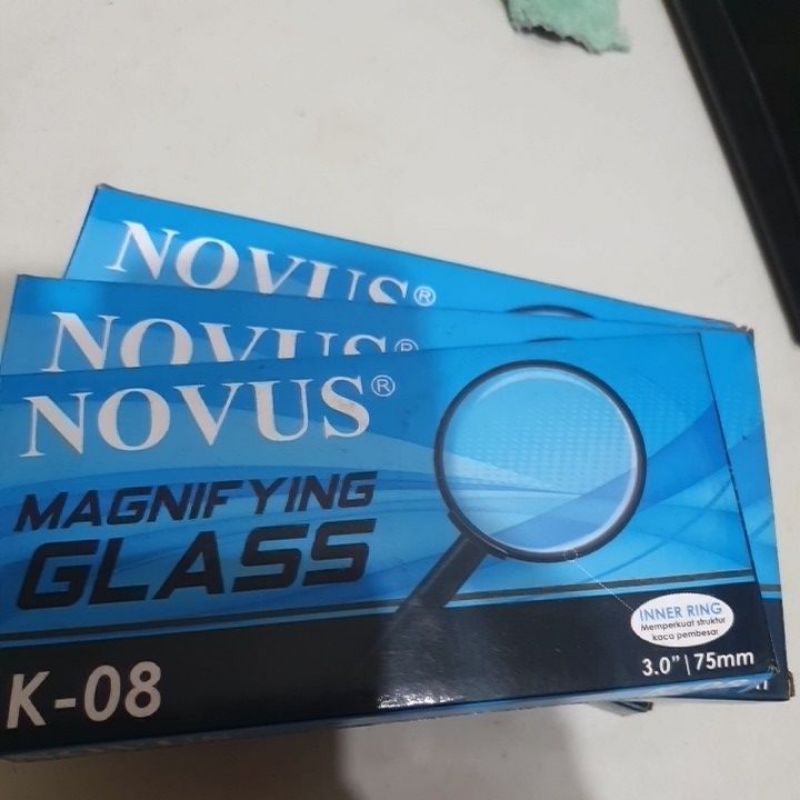 NOVUS®
NOVUS®
NOVUS®
MAGNIFYING
GLASS
INNER RING
Memperkuat struktur
kaca pembesar
3.0" | 75mm
K-08